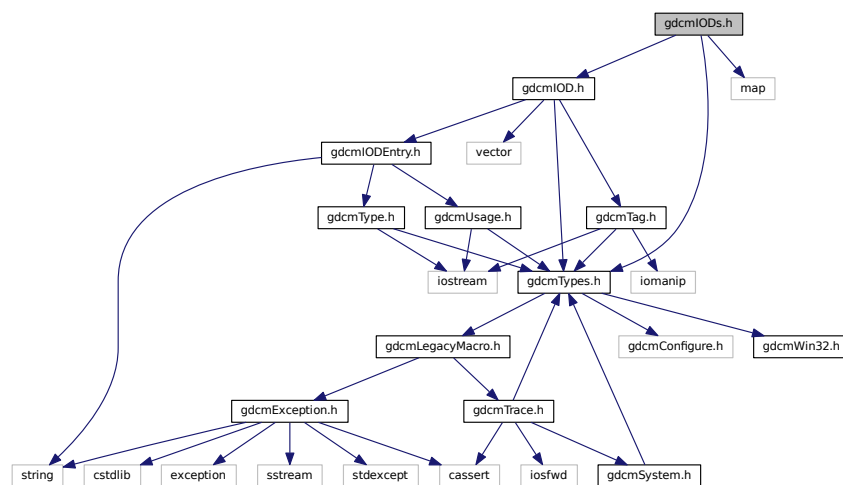 gdcmIODs.h
gdcmIOD.h
map
gdcmIODEntry.h
vector
gdcmType.h
gdcmUsage.h
gdcmTag.h
iostream
gdcmTypes.h
iomanip
gdcmLegacyMacro.h
gdcmConfigure.h
gdcmWin32.h
gdcmException.h
gdcmTrace.h
string
cstdlib
exception
sstream
stdexcept
cassert
iosfwd
gdcmSystem.h